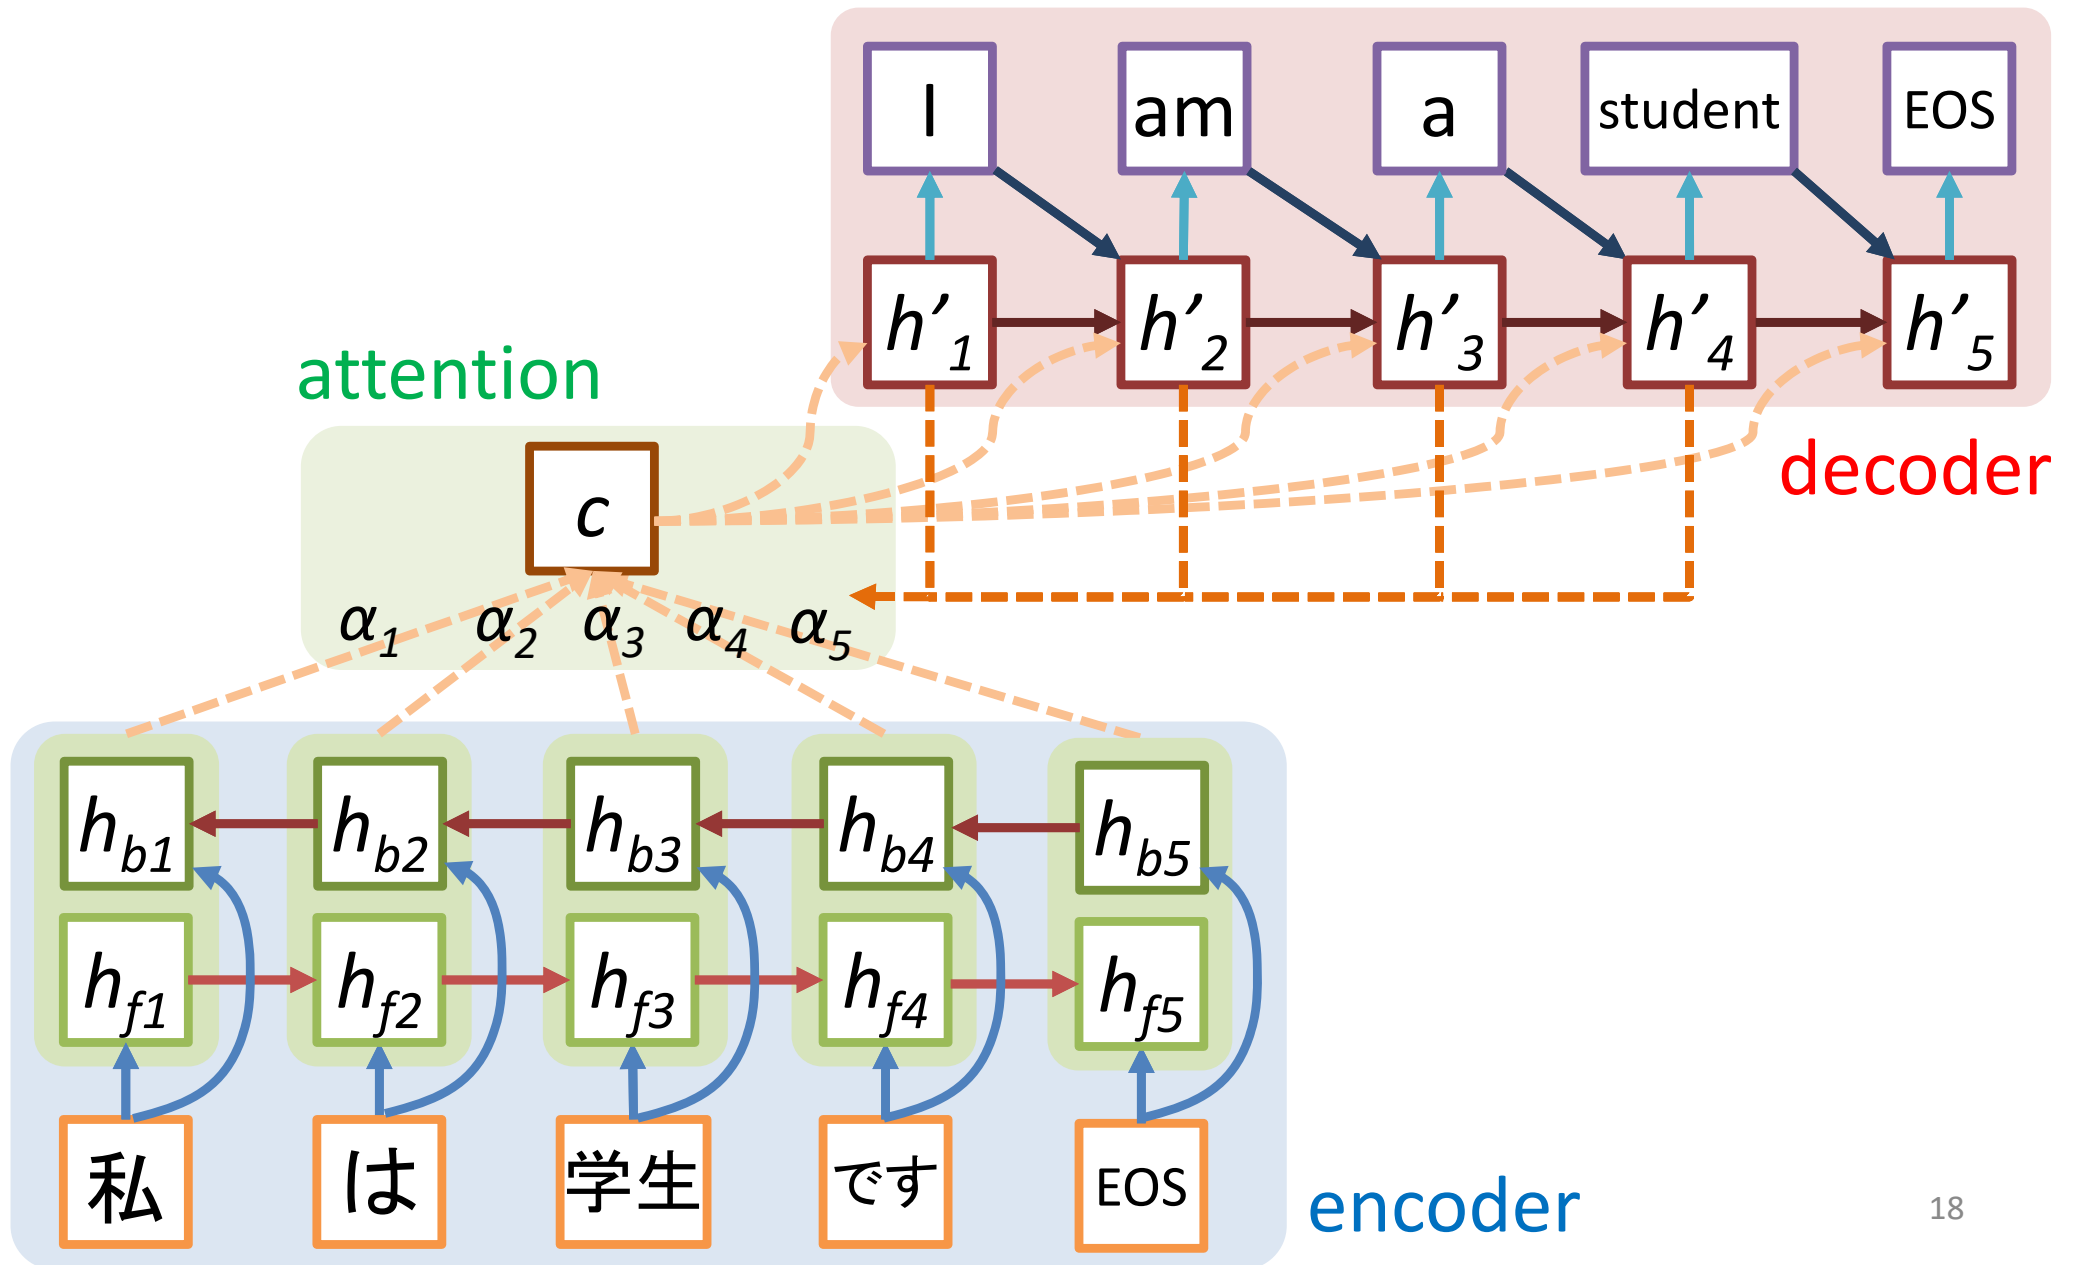 I am a student EOS
h’1 h’2 h’3 h’4 h’5
attention
decoder
c
α1 α2 α3 α4 α5
hb1 hb2 hb3 hb4 hb5
hf1 hf2 hf3 hf4 hf5
私 は 学生 です EOS
encoder
18